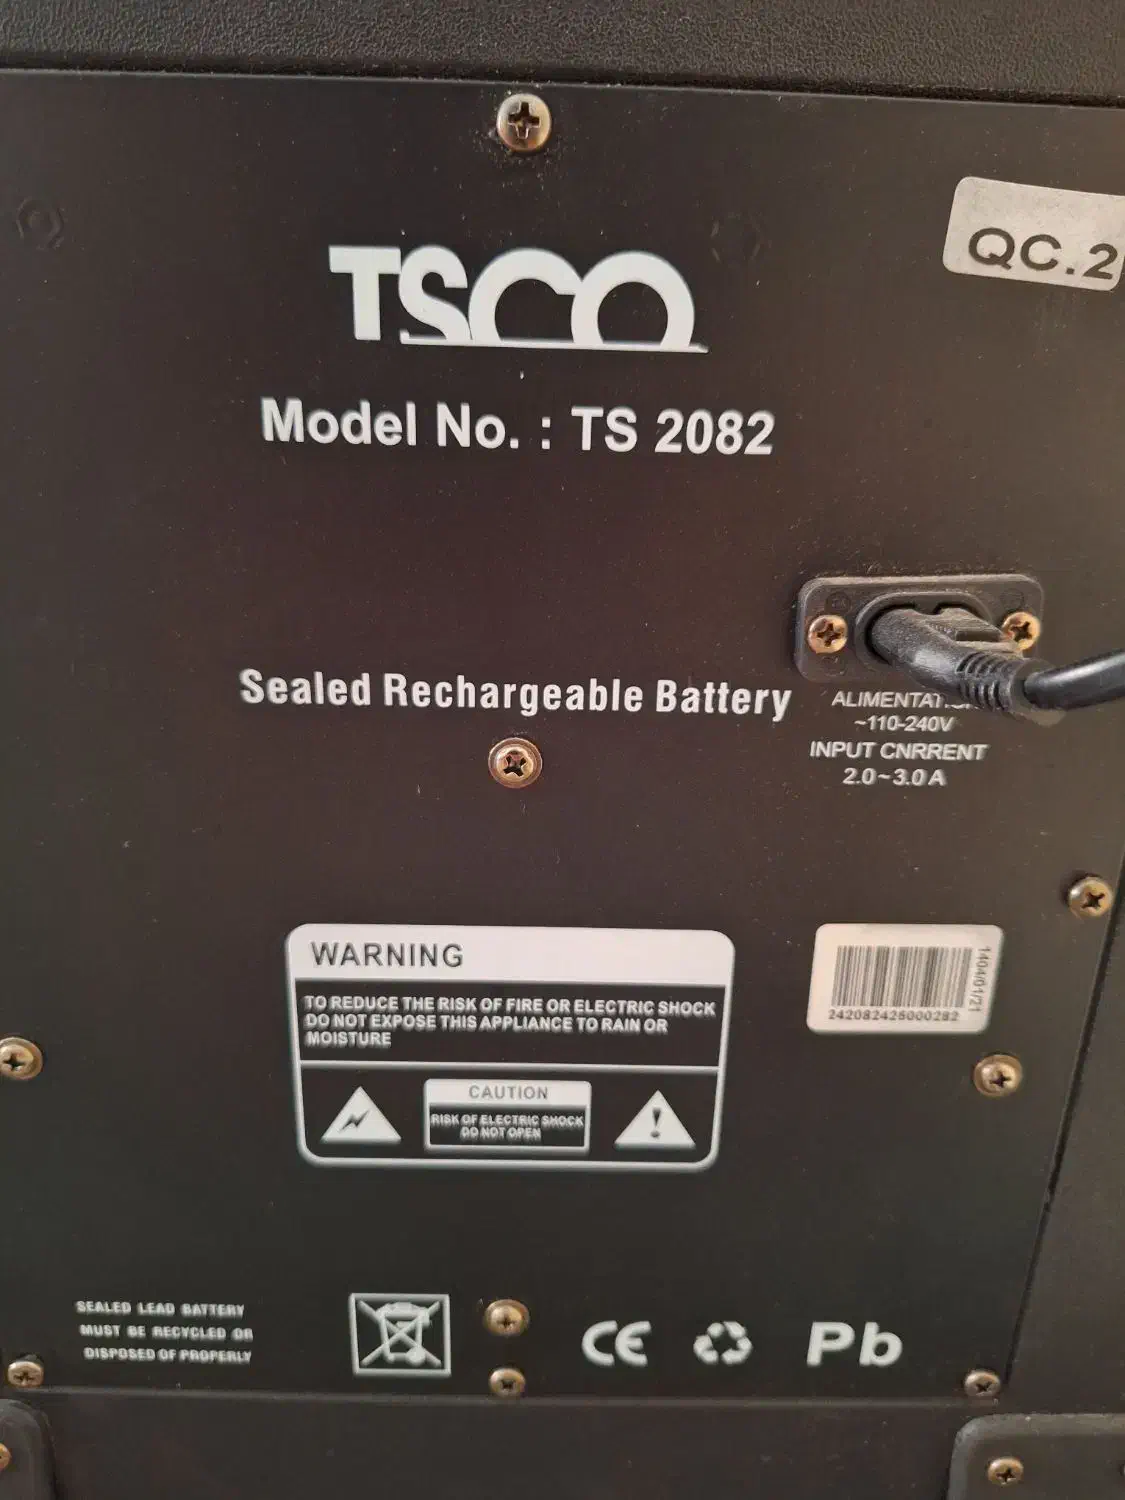 QC.2
TSCO
Model No. : TS 2082
Sealed Rechargeable Battery
~110-240V
INPUT CNRRENT
2.0~3.0 A
WARNING
TO REDUCE THE RISK OF FIRE OR ELECTRIC SHOCK
DO NOT EXPOSE THIS APPLIANCE TO RAIN OR
MOISTURE
CAUTION
RISK OF ELECTRIC SHOCK
DO NOT OPEN
1404/01/21
242082425000282
SEALED LEAD BATTERY
MUST BE RECYCLED OR
DISPOSED OF PROPERLY
CE
Pb